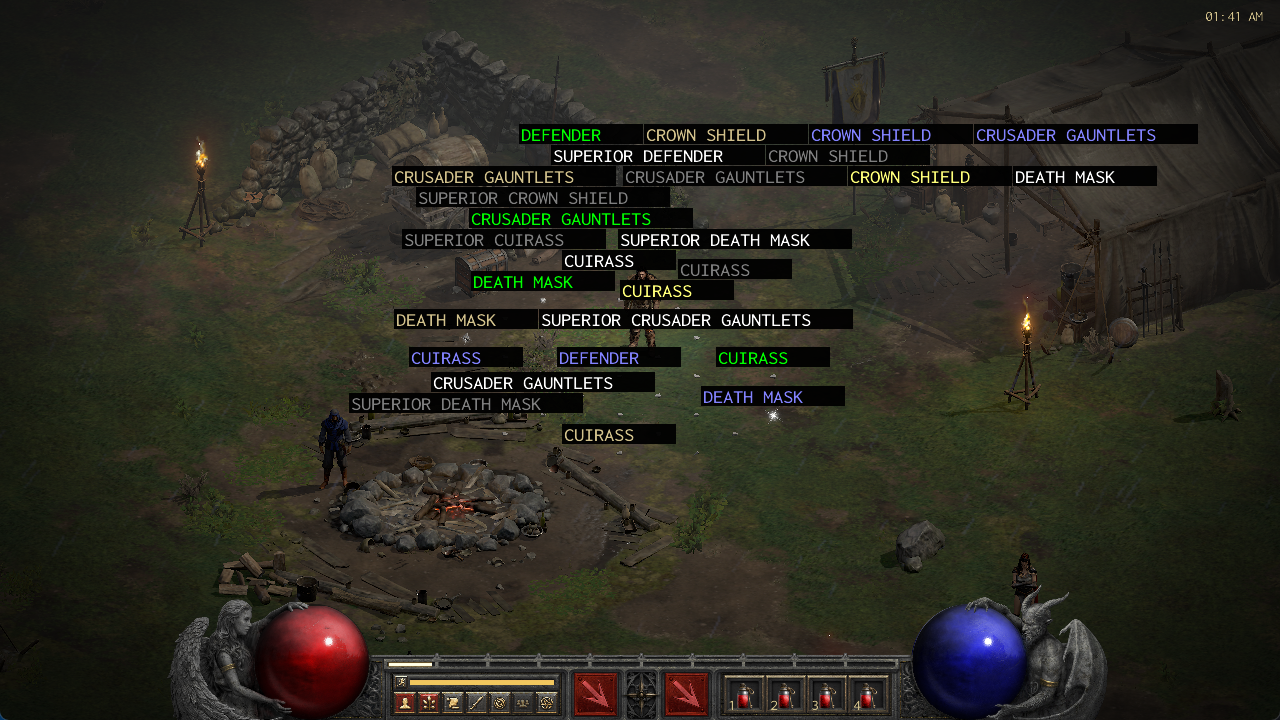 01:41 AM
DEFENDER CROWN SHIELD CROWN SHIELD CRUSADER GAUNTLETS
SUPERIOR DEFENDER CROWN SHIELD
CRUSADER GAUNTLETS CRUSADER GAUNTLETS CROWN SHIELD DEATH MASK
SUPERIOR CROWN SHIELD
CRUSADER GAUNTLETS
SUPERIOR CUIRASS SUPERIOR DEATH MASK
CUIRASS CUIRASS
DEATH MASK CUIRASS
DEATH MASK SUPERIOR CRUSADER GAUNTLETS
CUIRASS DEFENDER CUIRASS
CRUSADER GAUNTLETS
DEATH MASK
SUPERIOR DEATH MASK
CUIRASS
1 2 3 4